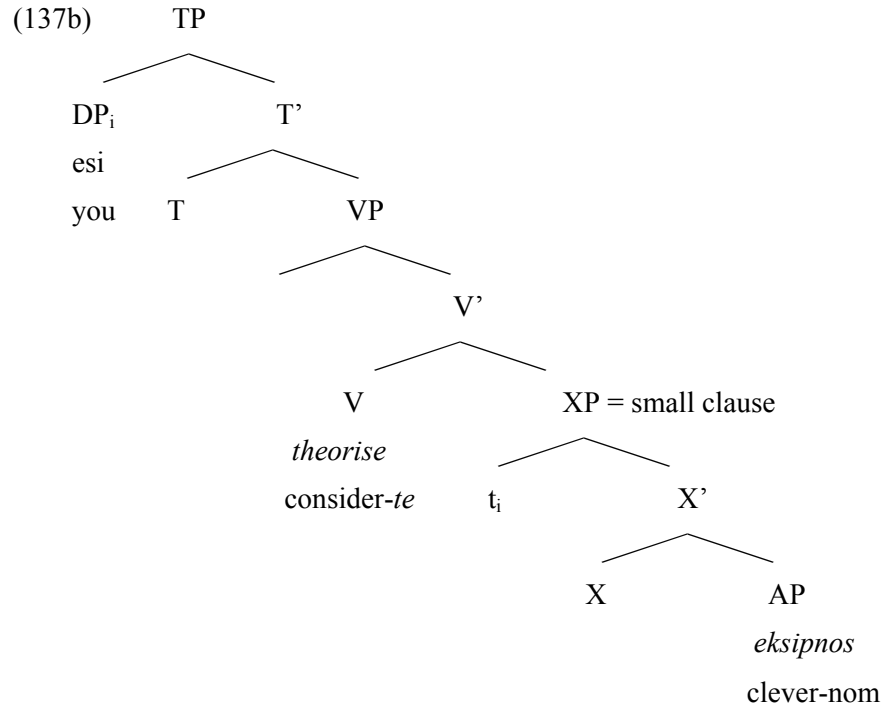 (137b) TP
DPi T’
esi
you T VP
V’
V XP = small clause
theorise
consider-te ti X’
X AP
eksipnos
clever-nom